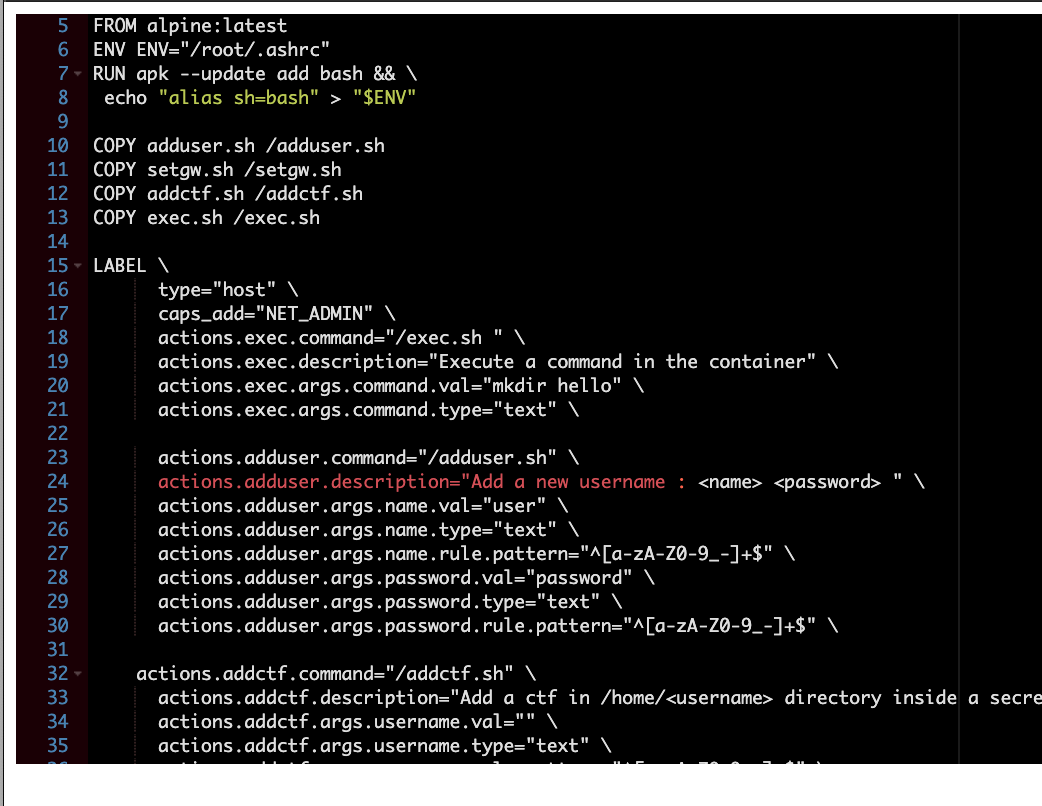 5 FROM alpine:latest
6 ENV ENV="/root/.ashrc"
7 RUN apk --update add bash && \
8 echo "alias sh=bash" > "$ENV"
9
10 COPY adduser.sh /adduser.sh
11 COPY setgw.sh /setgw.sh
12 COPY addctf.sh /addctf.sh
13 COPY exec.sh /exec.sh
14
15 LABEL \
16 type="host" \
17 caps_add="NET_ADMIN" \
18 actions.exec.command="/exec.sh " \
19 actions.exec.description="Execute a command in the container" \
20 actions.exec.args.command.val="mkdir hello" \
21 actions.exec.args.command.type="text" \
22
23 actions.adduser.command="/adduser.sh" \
24 actions.adduser.description="Add a new username : <name> <password> " \
25 actions.adduser.args.name.val="user" \
26 actions.adduser.args.name.type="text" \
27 actions.adduser.args.name.rule.pattern="^[a-zA-Z0-9_-]+$" \
28 actions.adduser.args.password.val="password" \
29 actions.adduser.args.password.type="text" \
30 actions.adduser.args.password.rule.pattern="^[a-zA-Z0-9_-]+$" \
31
32 actions.addctf.command="/addctf.sh" \
33 actions.addctf.description="Add a ctf in /home/<username> directory inside a secre
34 actions.addctf.args.username.val="" \
35 actions.addctf.args.username.type="text" \